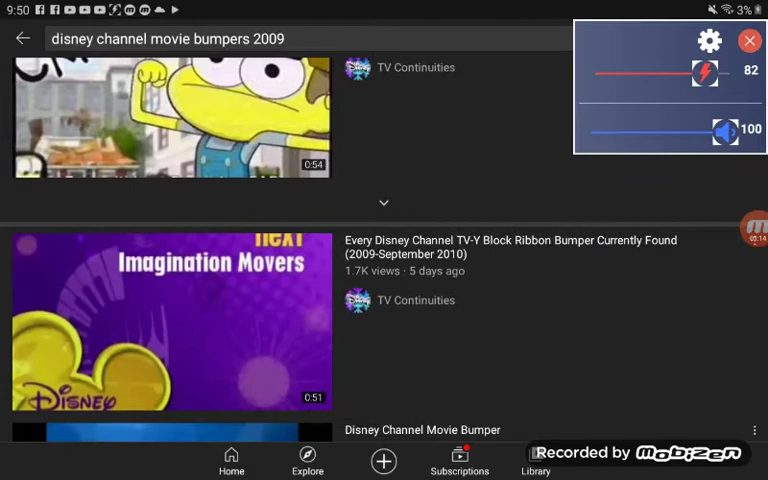 9:50
3%
disney channel movie bumpers 2009
82
100
TV Continuities
0:54
next
Imagination Movers
Disney
0:51
Every Disney Channel TV-Y Block Ribbon Bumper Currently Found
(2009-September 2010)
1.7K views · 5 days ago
TV Continuities
03:14
Disney Channel Movie Bumper
Home
Explore
Subscriptions
Library
Recorded by mobizen